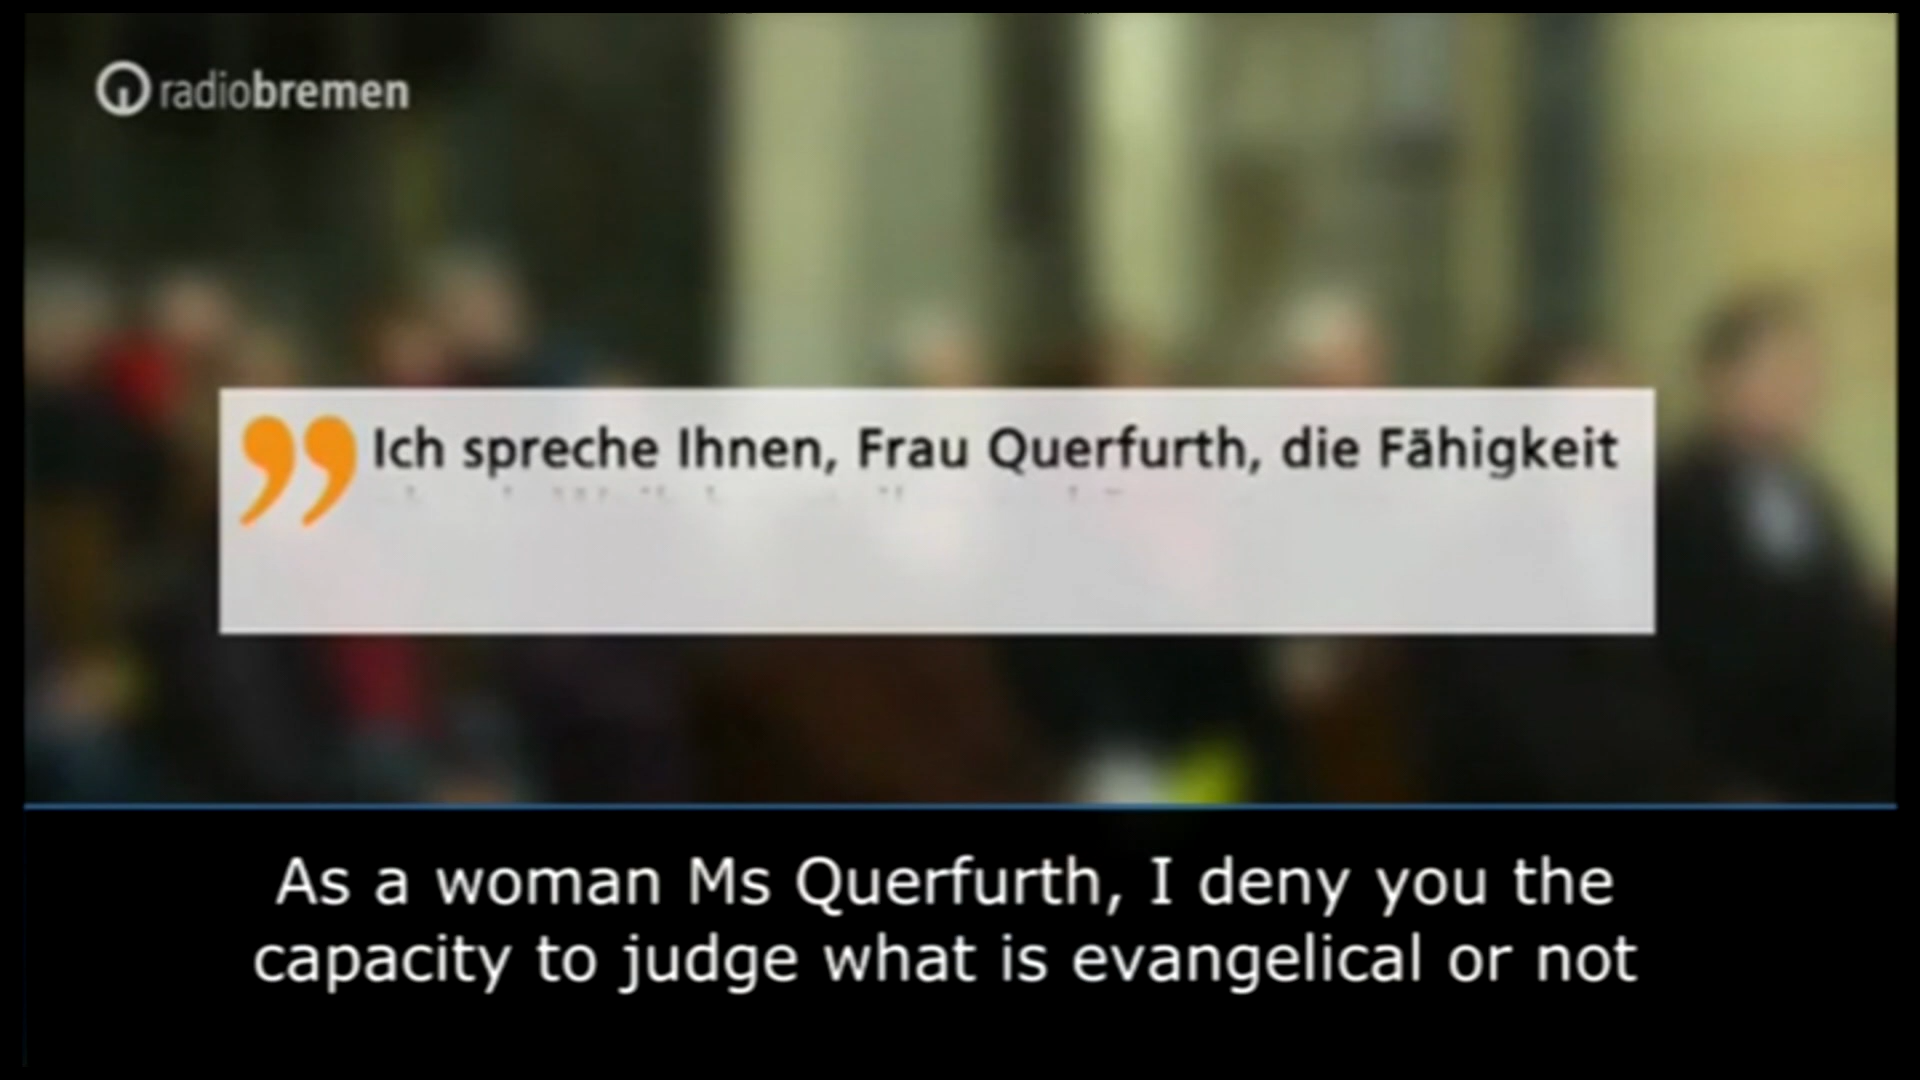 radiobremen
Ich spreche Ihnen, Frau Querfurth, die Fähigkeit
As a woman Ms Querfurth, I deny you the
capacity to judge what is evangelical or not